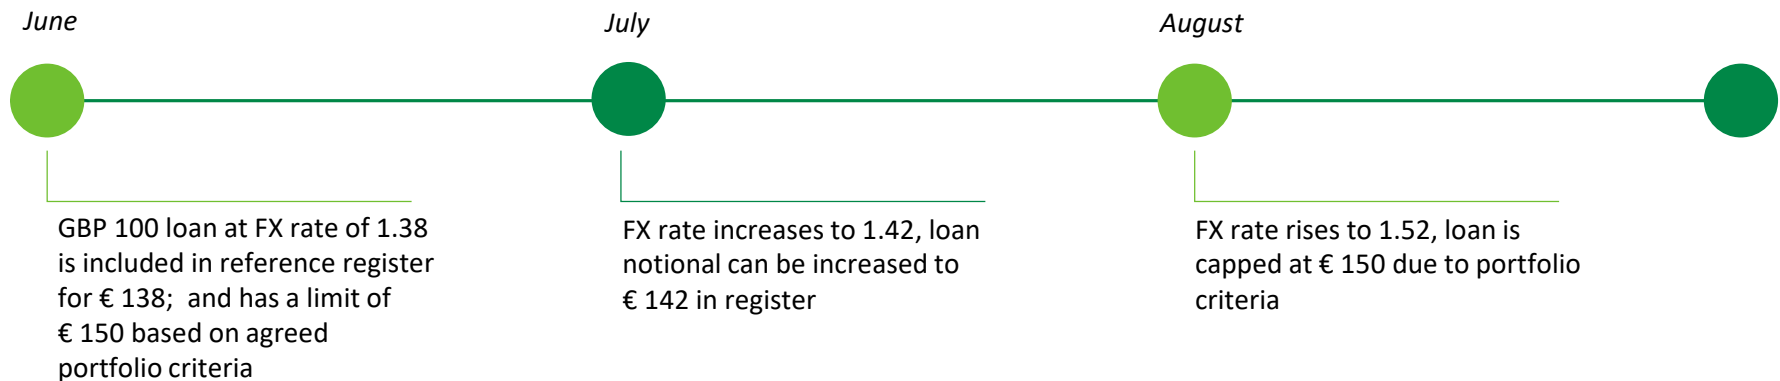 June
July
August
GBP 100 loan at FX rate of 1.38
is included in reference register
for € 138;  and has a limit of
€ 150 based on agreed
portfolio criteria
FX rate increases to 1.42, loan
notional can be increased to
€ 142 in register
FX rate rises to 1.52, loan is
capped at € 150 due to portfolio
criteria